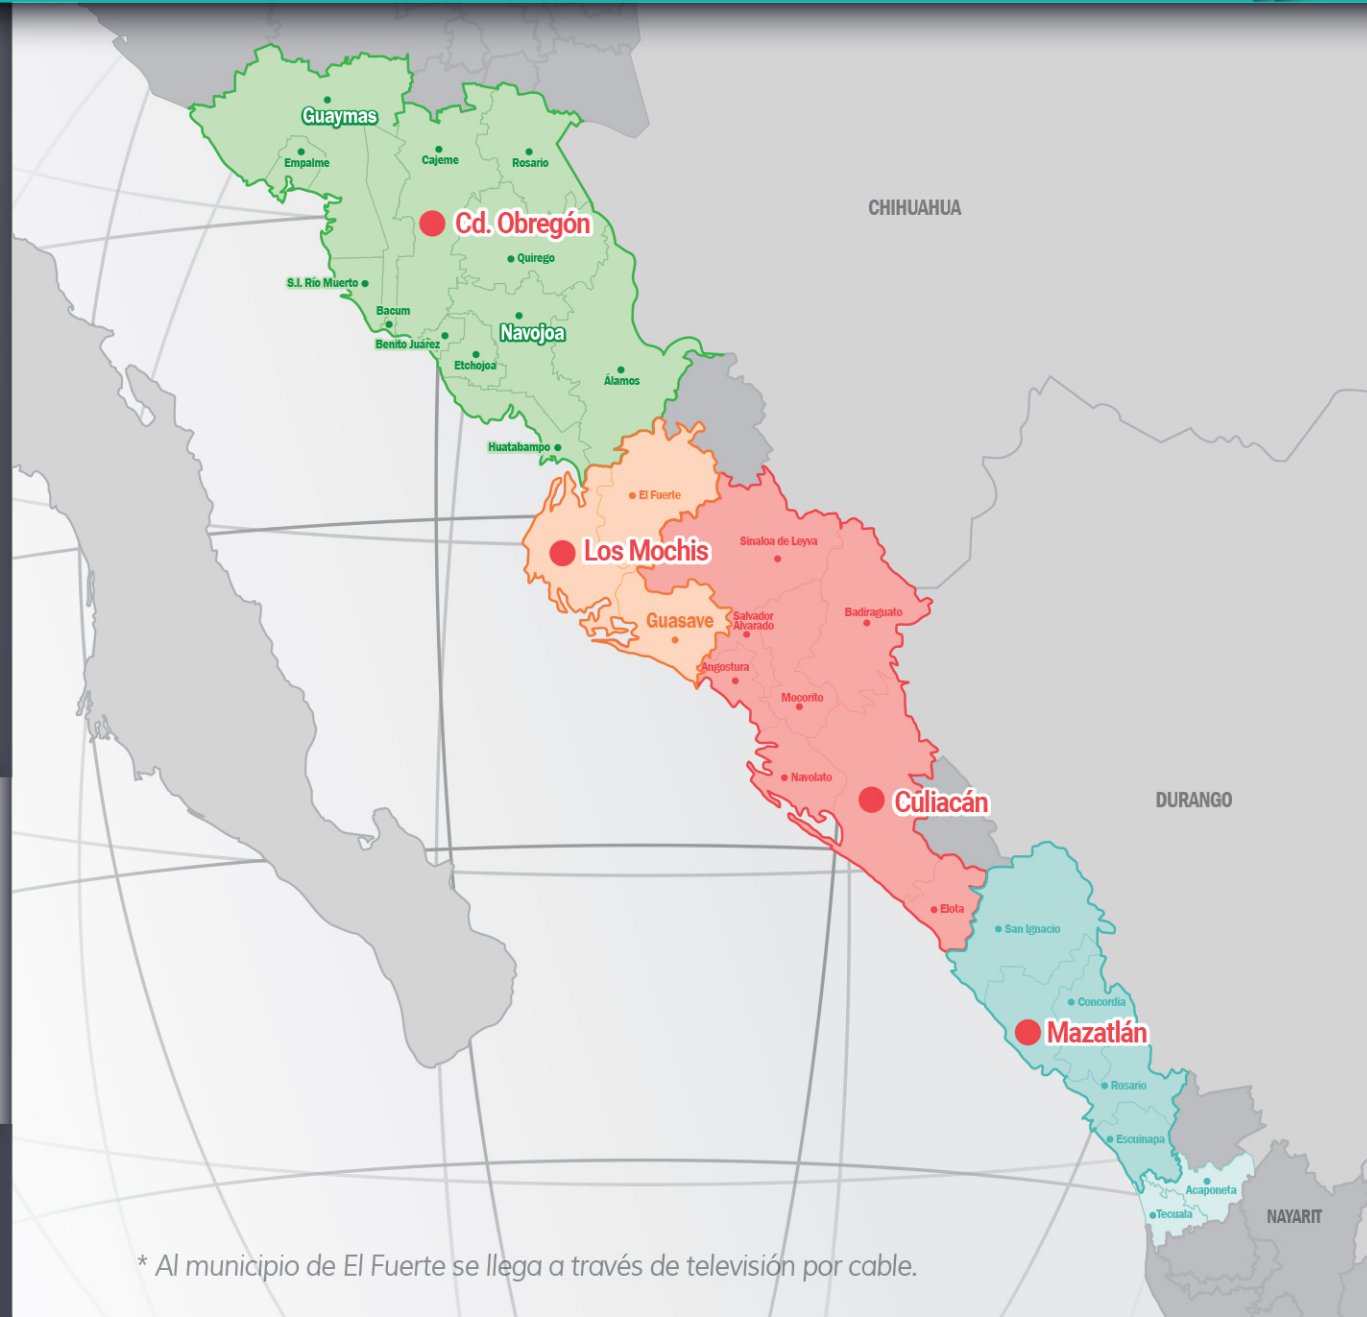 Guaymas
Empalme
Cajeme
Rosario
CHIHUAHUA
Cd. Obregón
Quirego
S.I. Río Muerto
Bacum
Navojoa
Benito Juárez
Etchojoa
Álamos
Huatabampo
El Fuerte
Los Mochis
Sinaloa de Leyva
Badiraguato
Salvador
Alvarado
Guasave
Angostura
Mocorito
Navolato
Culiacán
DURANGO
Elota
San Ignacio
Concordia
Mazatlán
Rosario
Escuinapa
Acaponeta
Tecuala
NAYARIT
* Al municipio de El Fuerte se llega a través de televisión por cable.